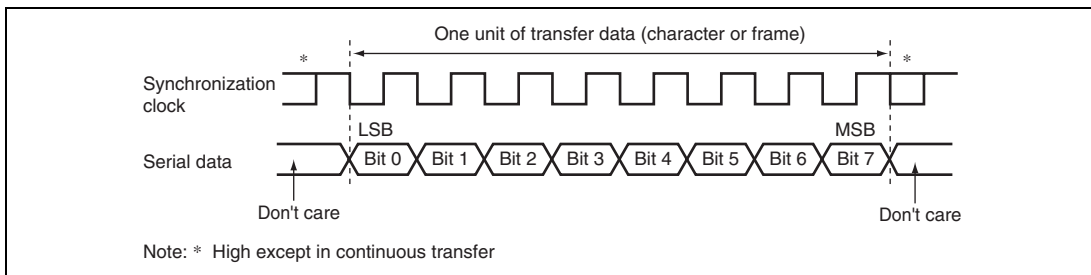 One unit of transfer data (character or frame)
* *
Synchronization
clock
LSB MSB
Serial data Bit 0 Bit 1 Bit 2 Bit 3 Bit 4 Bit 5 Bit 6 Bit 7
Don't care Don't care
Note: * High except in continuous transfer